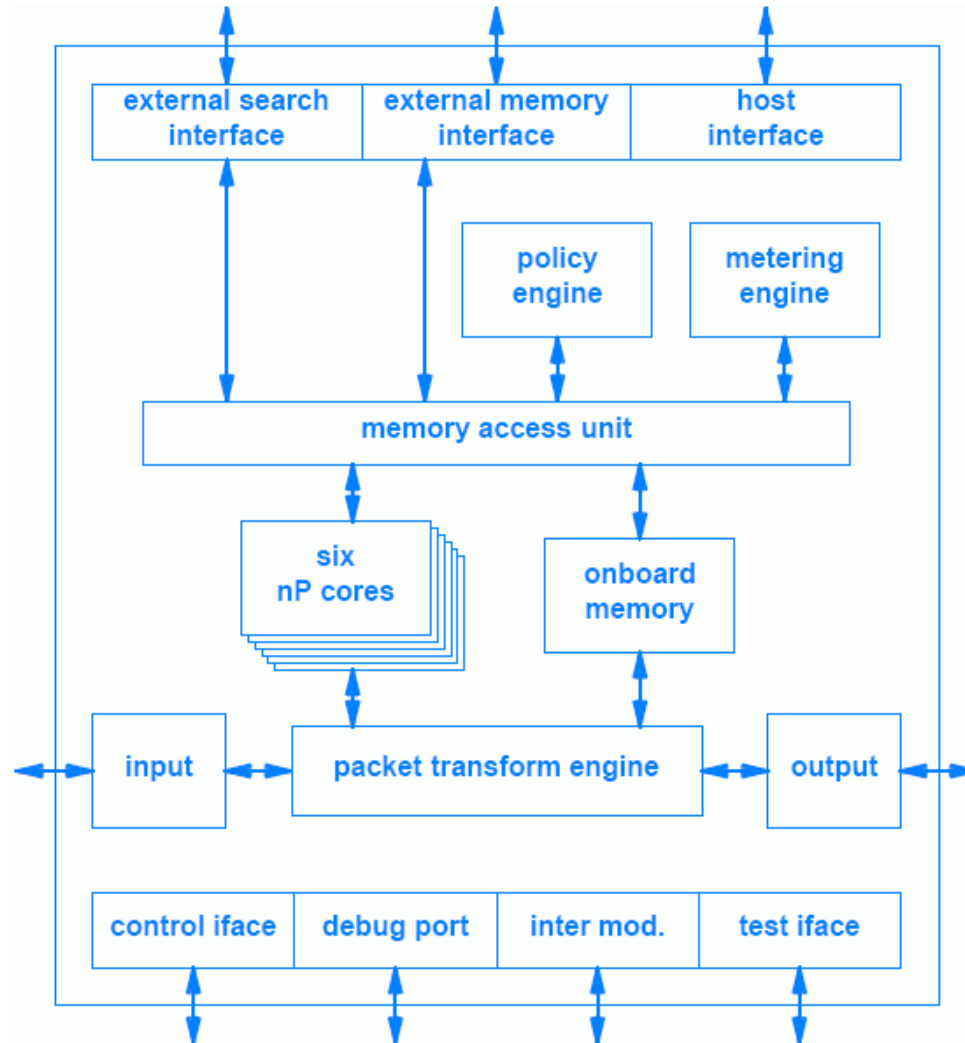 external search
interface
external memory
interface
host
interface
policy
engine
metering
engine
memory access unit
six
nP cores
onboard
memory
input
packet transform engine
output
control iface
debug port
inter mod.
test iface